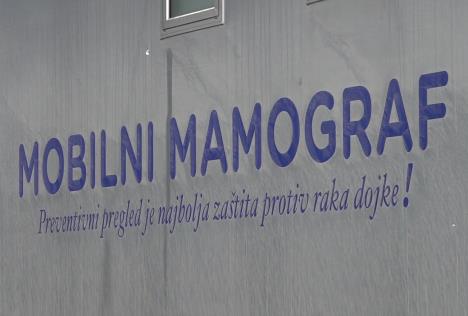 MOBILNI MAMOGRAF
Preventivni pregled je najbolja zaštita protiv raka dojke!